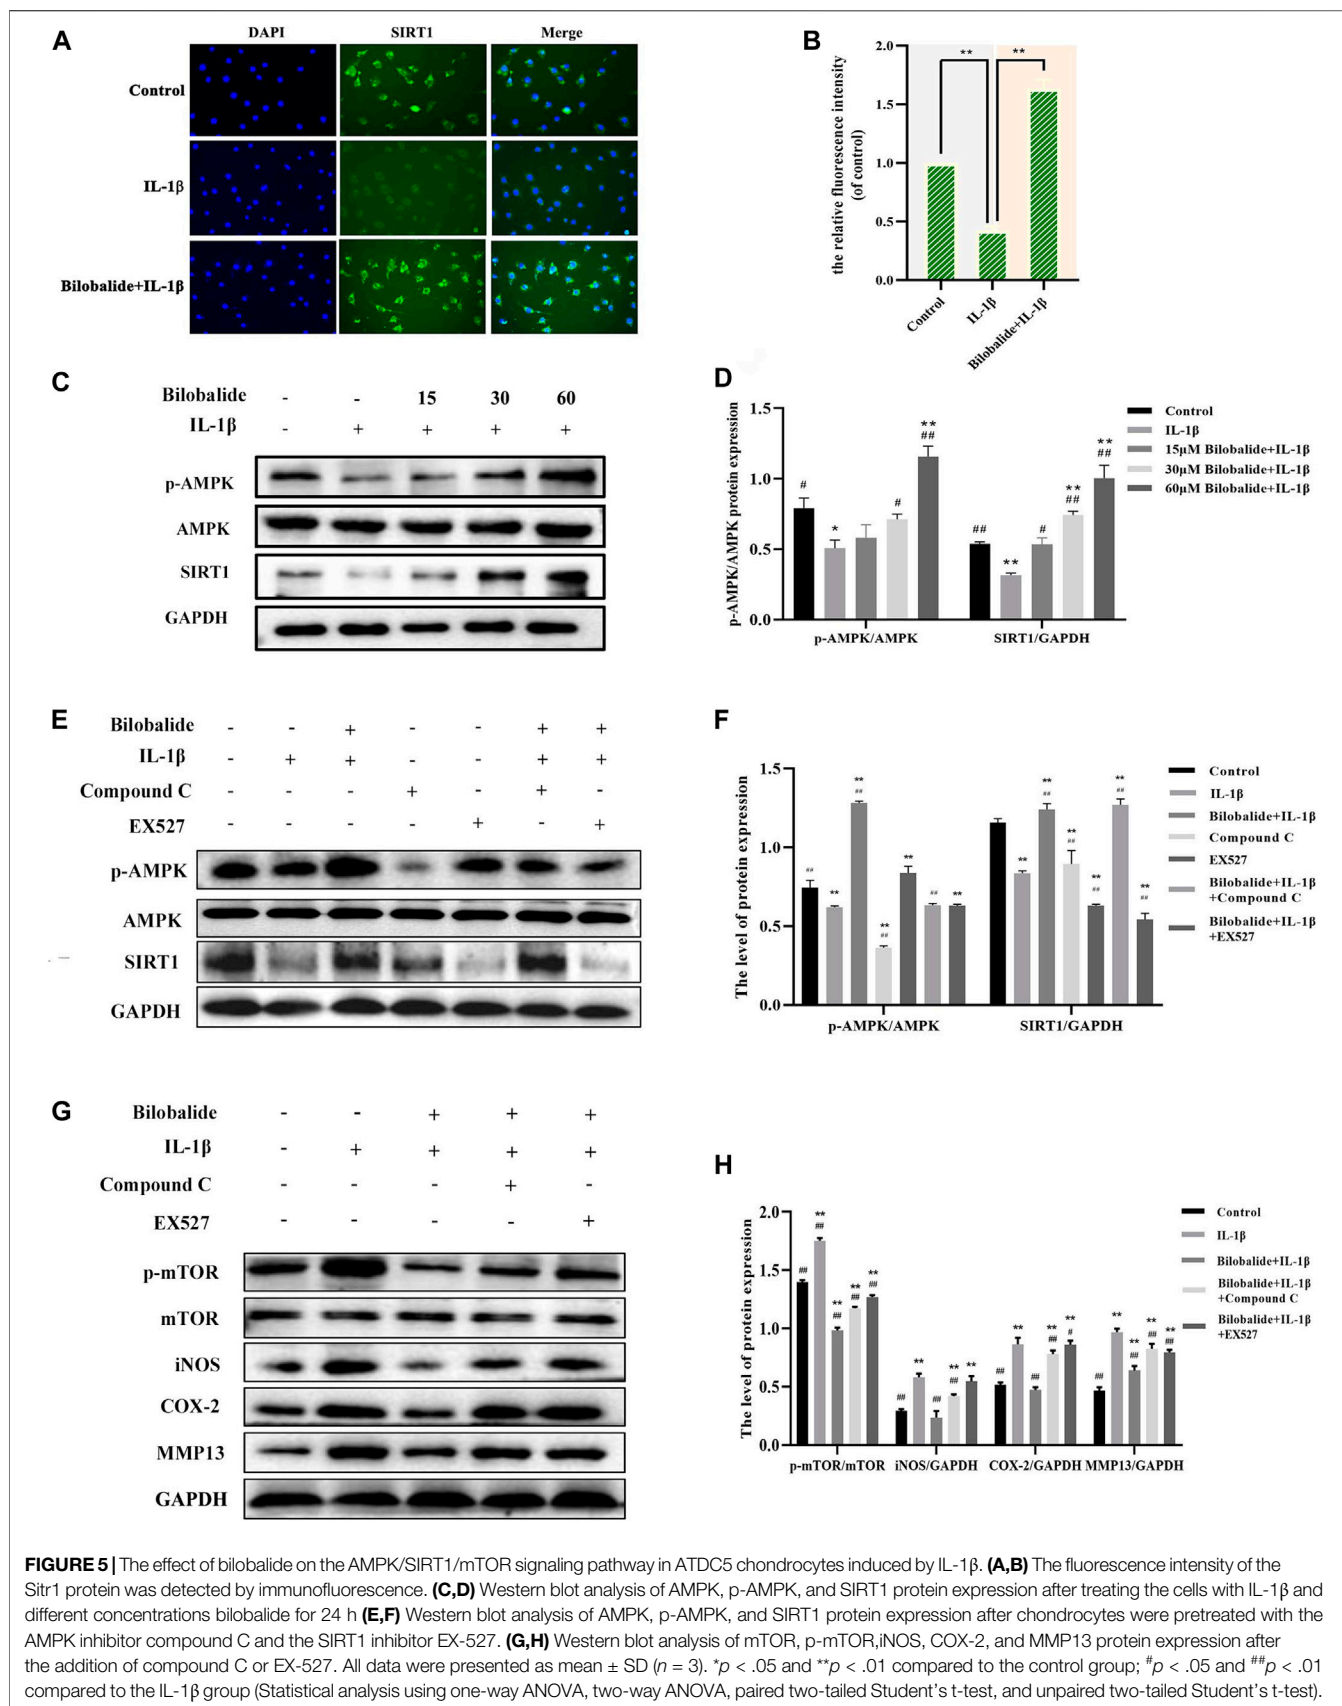 A
DAPI SIRT1 Merge
Control
IL-1β
Bilobalide+IL-1β
B
the relative fluorescence intensity
(of control)
2.0
1.5
1.0
0.5
0.0
** **
Control IL-1β Bilobalide+IL-1β
C
Bilobalide - - 15 30 60
IL-1β - + + + +
p-AMPK
AMPK
SIRT1
GAPDH
D
p-AMPK/AMPK protein expression
1.5
1.0
0.5
0.0
# * # ** ## ## ** # ** ## ** ##
p-AMPK/AMPK SIRT1/GAPDH
Control
IL-1β
15μM Bilobalide+IL-1β
30μM Bilobalide+IL-1β
60μM Bilobalide+IL-1β
E
Bilobalide - - + - - + +
IL-1β - + + - - + +
Compound C - - - + - + -
EX527 - - - - + - +
p-AMPK
AMPK
SIRT1
GAPDH
F
The level of protein expression
1.5
1.0
0.5
0.0
## ** ** ## ** ## ** ## ** ** ** ## ** ## ** ## ** ## ** ##
p-AMPK/AMPK SIRT1/GAPDH
Control
IL-1β
Bilobalide+IL-1β
Compound C
EX527
Bilobalide+IL-1β
+Compound C
Bilobalide+IL-1β
+EX527
G
Bilobalide - - + + +
IL-1β - + + + +
Compound C - - - + -
EX527 - - - - +
p-mTOR
mTOR
iNOS
COX-2
MMP13
GAPDH
H
The level of protein expression
2.0
1.5
1.0
0.5
0.0
## ** ## ** ## ** ## ** ## ## ** ## ** ## ** ## ** ## ** ## ** # ## ** ** ## ** ## ** ##
p-mTOR/mTOR iNOS/GAPDH COX-2/GAPDH MMP13/GAPDH
Control
IL-1β
Bilobalide+IL-1β
Bilobalide+IL-1β
+Compound C
Bilobalide+IL-1β
+EX527
FIGURE 5 | The effect of bilobalide on the AMPK/SIRT1/mTOR signaling pathway in ATDC5 chondrocytes induced by IL-1β. (A,B) The fluorescence intensity of the
Sitr1 protein was detected by immunofluorescence. (C,D) Western blot analysis of AMPK, p-AMPK, and SIRT1 protein expression after treating the cells with IL-1β and
different concentrations bilobalide for 24 h (E,F) Western blot analysis of AMPK, p-AMPK, and SIRT1 protein expression after chondrocytes were pretreated with the
AMPK inhibitor compound C and the SIRT1 inhibitor EX-527. (G,H) Western blot analysis of mTOR, p-mTOR,iNOS, COX-2, and MMP13 protein expression after
the addition of compound C or EX-527. All data were presented as mean ± SD (n = 3). *p < .05 and **p < .01 compared to the control group; #p < .05 and ##p < .01
compared to the IL-1β group (Statistical analysis using one-way ANOVA, two-way ANOVA, paired two-tailed Student's t-test, and unpaired two-tailed Student's t-test).